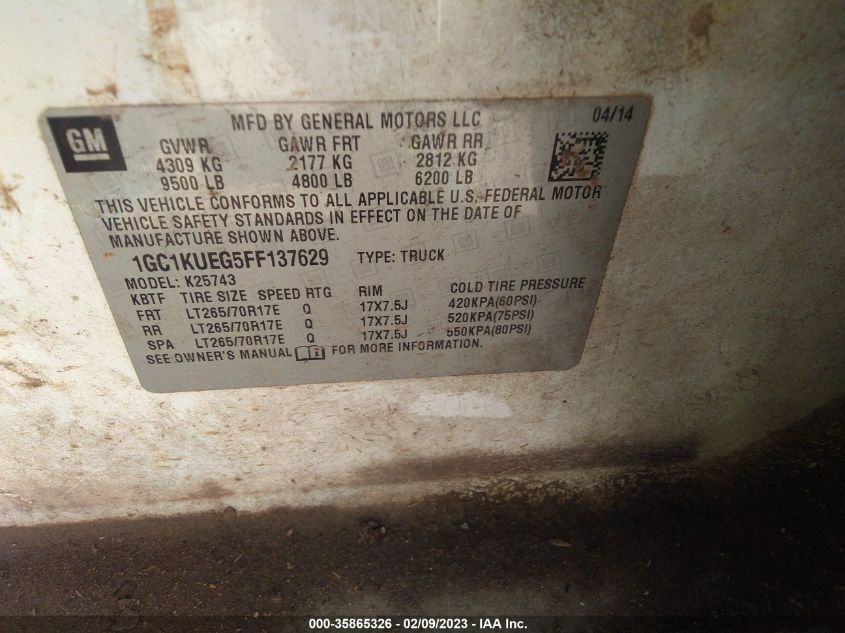 GM
MFD BY GENERAL MOTORS LLC 04/14
GVWR GAWR FRT GAWR RR
4309 KG 2177 KG 2812 KG
9500 LB 4800 LB 6200 LB
THIS VEHICLE CONFORMS TO ALL APPLICABLE U.S. FEDERAL MOTOR
VEHICLE SAFETY STANDARDS IN EFFECT ON THE DATE OF
MANUFACTURE SHOWN ABOVE.
1GC1KUEG5FF137629 TYPE: TRUCK
MODEL: K25743
KBTF TIRE SIZE SPEED RTG RIM COLD TIRE PRESSURE
FRT LT265/70R17E Q 17X7.5J 420KPA(60PSI)
RR LT265/70R17E Q 17X7.5J 520KPA(75PSI)
SPA LT265/70R17E Q 17X7.5J 550KPA(80PSI)
SEE OWNER'S MANUAL FOR MORE INFORMATION.
000-35865326 - 02/09/2023 - IAA Inc.